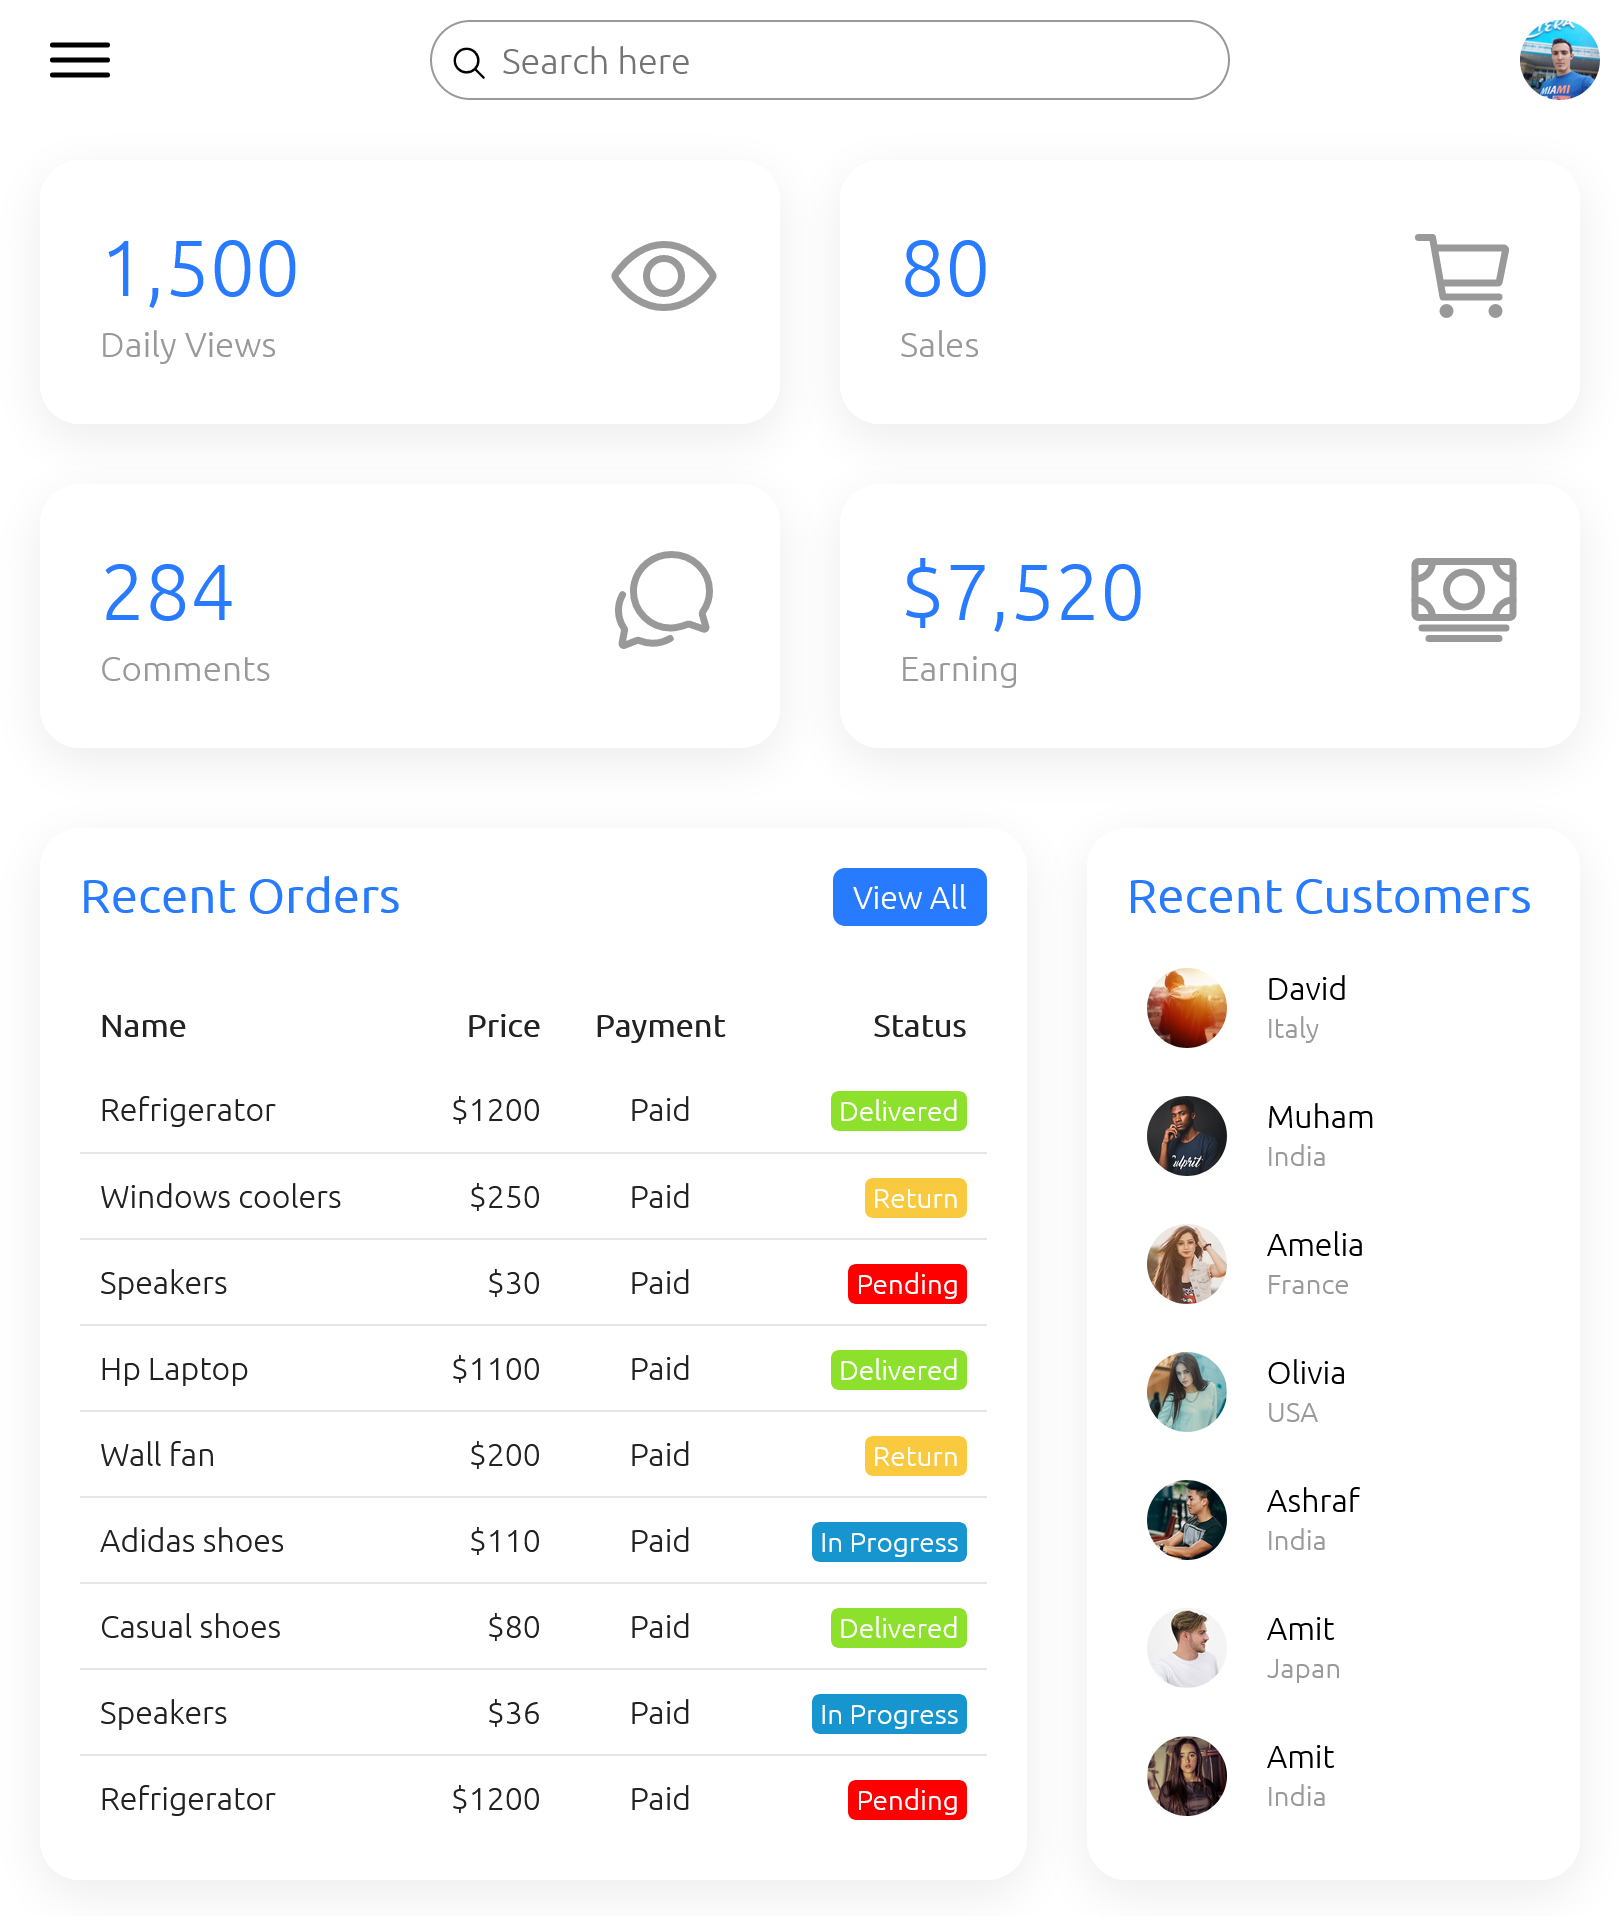 Search here
MIAMI
1,500
Daily Views
80
Sales
284
Comments
$7,520
Earning
Recent Orders
View All
Name Price Payment Status
Refrigerator $1200 Paid Delivered
Windows coolers $250 Paid Return
Speakers $30 Paid Pending
Hp Laptop $1100 Paid Delivered
Wall fan $200 Paid Return
Adidas shoes $110 Paid In Progress
Casual shoes $80 Paid Delivered
Speakers $36 Paid In Progress
Refrigerator $1200 Paid Pending
Recent Customers
David
Italy
Muham
India
Amelia
France
Olivia
USA
Ashraf
India
Amit
Japan
Amit
India